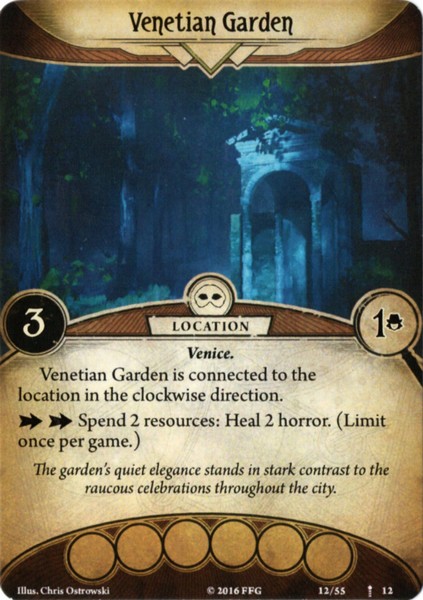 Venetian Garden
3
1
LOCATION
Venice.
Venetian Garden is connected to the
location in the clockwise direction.
Spend 2 resources: Heal 2 horror. (Limit
once per game.)
The garden's quiet elegance stands in stark contrast to the
raucous celebrations throughout the city.
Illus. Chris Ostrowski © 2016 FFG 12/55 12